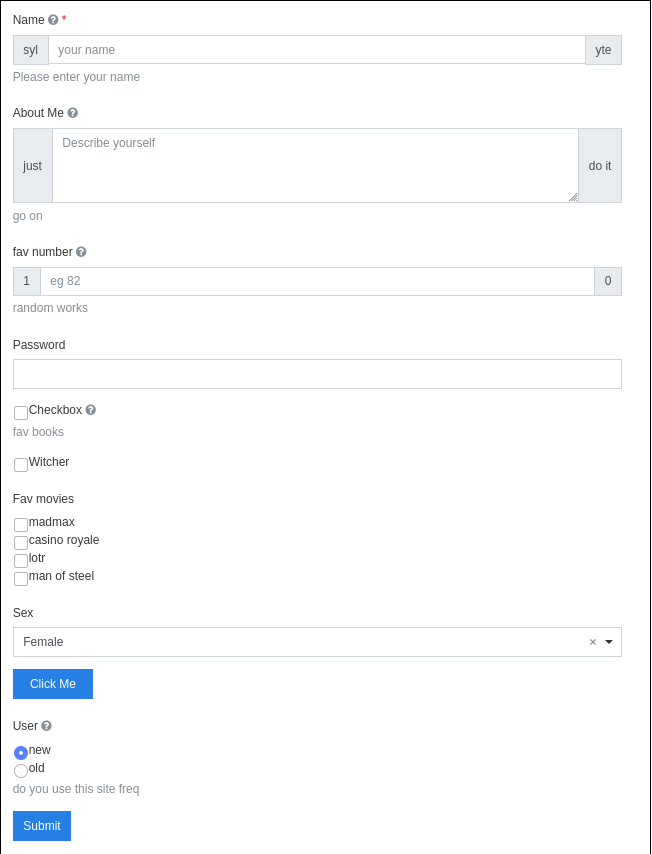 Name ? *
syl your name yte
Please enter your name
About Me ?
just Describe yourself do it
go on
fav number ?
1 eg 82 0
random works
Password
Checkbox ?
fav books
Witcher
Fav movies
madmax
casino royale
lotr
man of steel
Sex
Female ×
Click Me
User ?
new
old
do you use this site freq
Submit